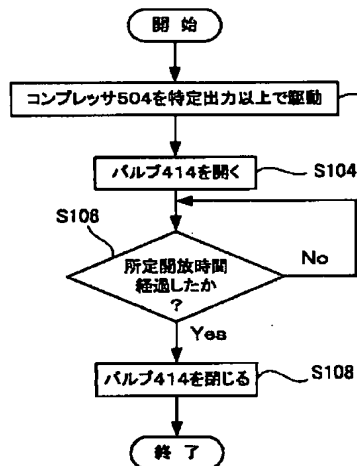 開始
コンプレッサ504を特定出力以上で駆動
バルブ414を開く
S104
S106
所定開放時間
経過したか
?
No
Yes
バルブ414を閉じる
S108
終了